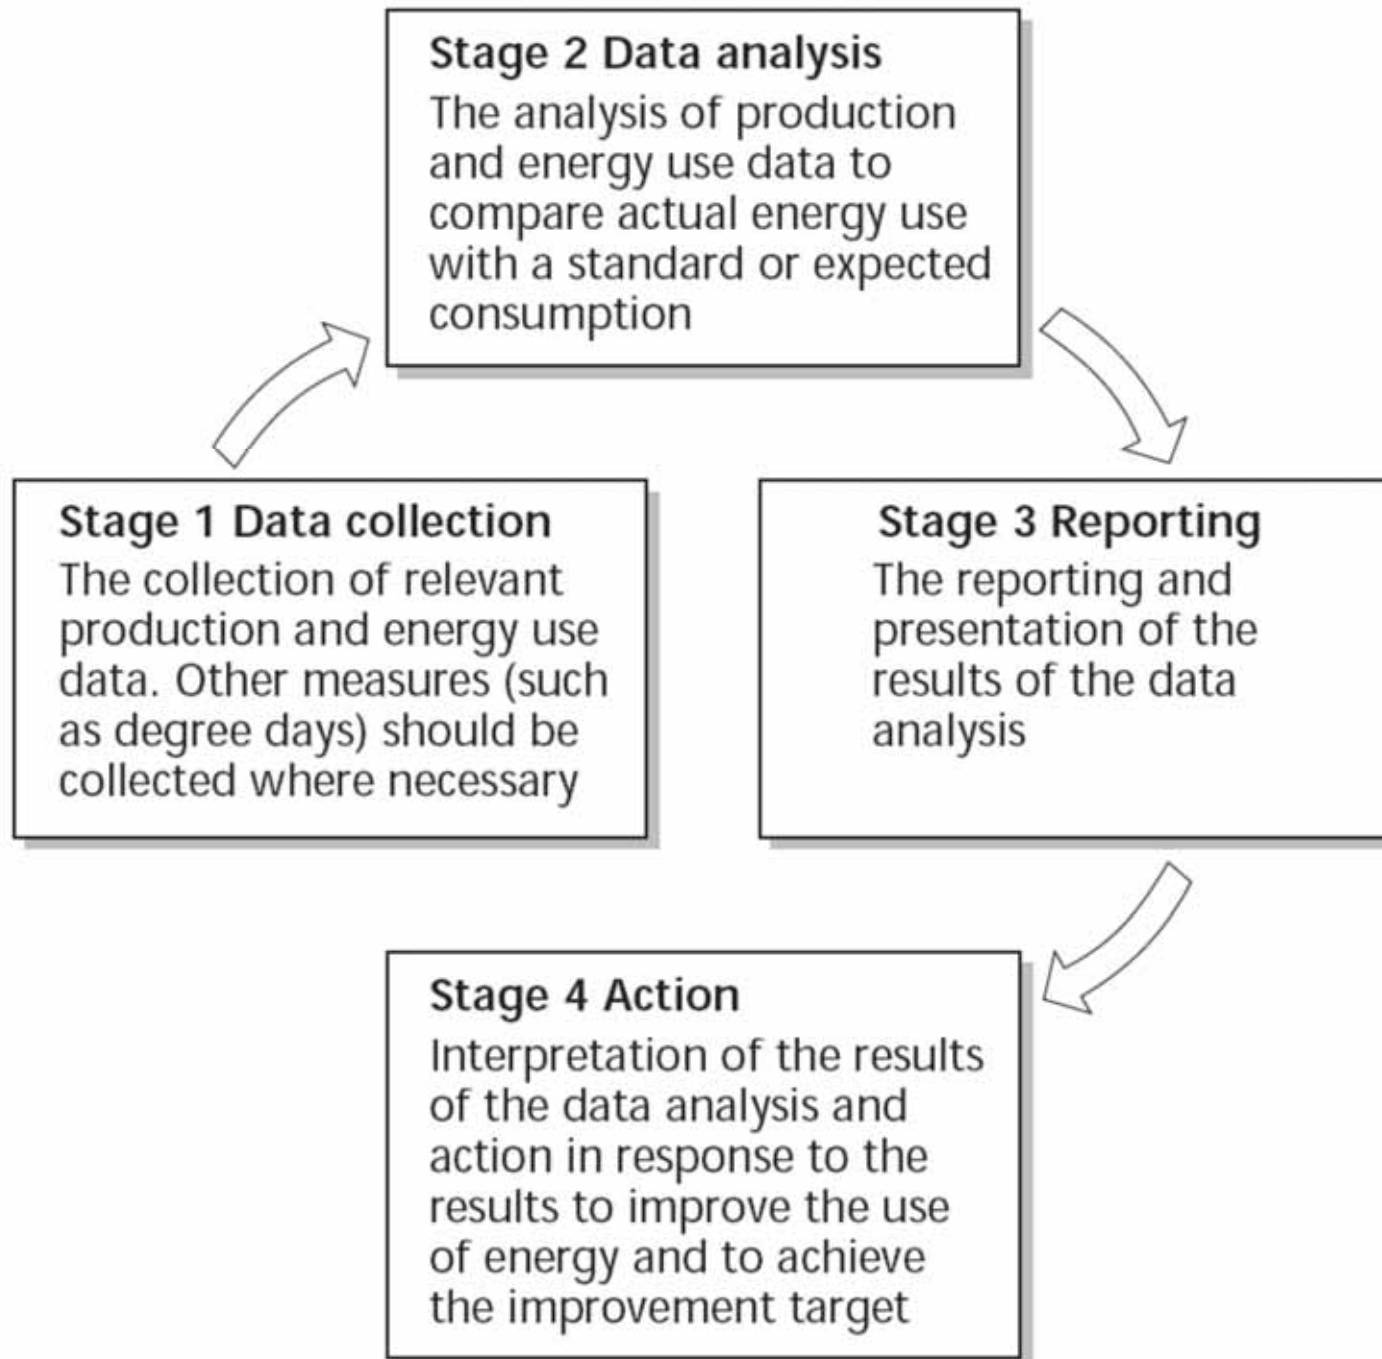 Stage 2 Data analysis
The analysis of production
and energy use data to
compare actual energy use
with a standard or expected
consumption
Stage 1 Data collection
The collection of relevant
production and energy use
data. Other measures (such
as degree days) should be
collected where necessary
Stage 3 Reporting
The reporting and
presentation of the
results of the data
analysis
Stage 4 Action
Interpretation of the results
of the data analysis and
action in response to the
results to improve the use
of energy and to achieve
the improvement target